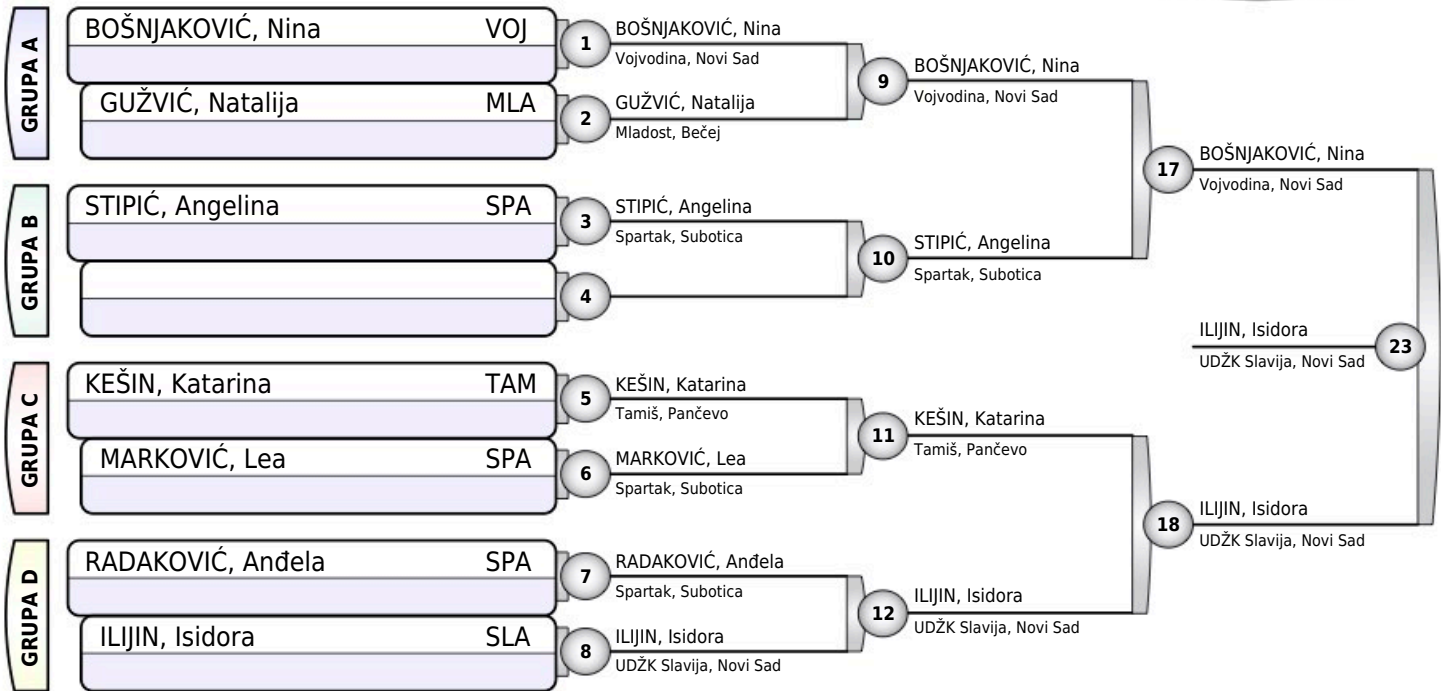 GRUPA A
BOŠNJAKOVIĆ, Nina VOJ
GUŽVIĆ, Natalija MLA
GRUPA B
STIPIĆ, Angelina SPA
GRUPA C
KEŠIN, Katarina TAM
MARKOVIĆ, Lea SPA
GRUPA D
RADAKOVIĆ, Anđela SPA
ILIJIN, Isidora SLA
1
BOŠNJAKOVIĆ, Nina
Vojvodina, Novi Sad
2
GUŽVIĆ, Natalija
Mladost, Bečej
3
STIPIĆ, Angelina
Spartak, Subotica
4
5
KEŠIN, Katarina
Tamiš, Pančevo
6
MARKOVIĆ, Lea
Spartak, Subotica
7
RADAKOVIĆ, Anđela
Spartak, Subotica
8
ILIJIN, Isidora
UDŽK Slavija, Novi Sad
9
BOŠNJAKOVIĆ, Nina
Vojvodina, Novi Sad
10
STIPIĆ, Angelina
Spartak, Subotica
11
KEŠIN, Katarina
Tamiš, Pančevo
12
ILIJIN, Isidora
UDŽK Slavija, Novi Sad
17
BOŠNJAKOVIĆ, Nina
Vojvodina, Novi Sad
18
ILIJIN, Isidora
UDŽK Slavija, Novi Sad
ILIJIN, Isidora
UDŽK Slavija, Novi Sad
23